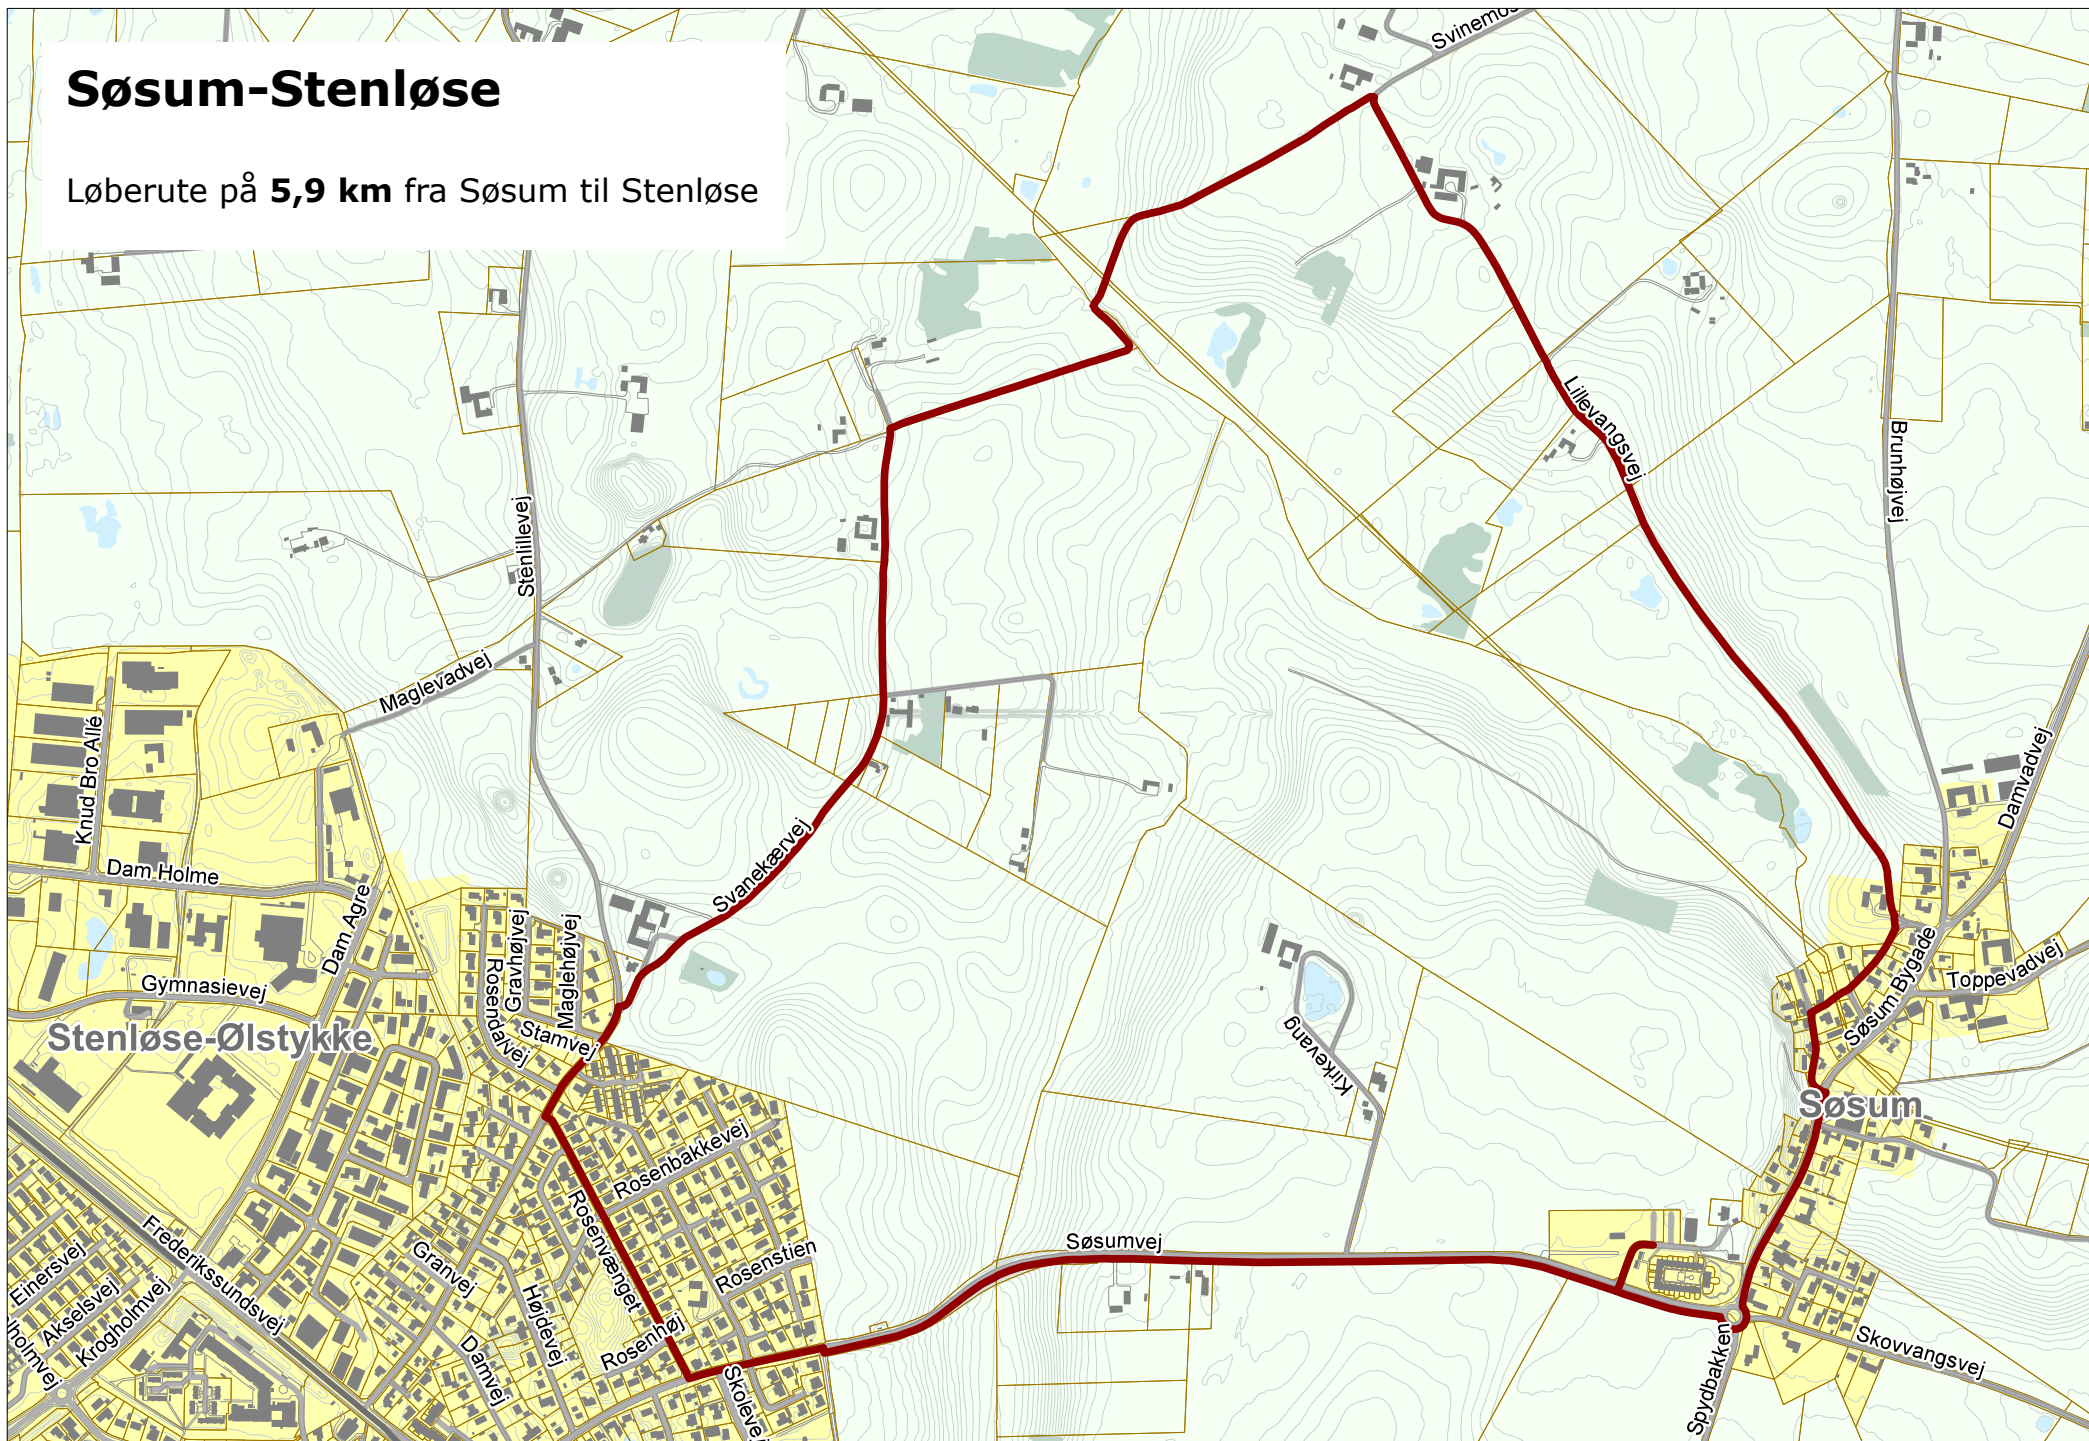 Søsum-Stenløse
Løberute på 5,9 km fra Søsum til Stenløse
Lillevangsvej
Brunhøjvej
Stenlillevej
Maglevadvej
Knud Bro Allé
Damvadvej
Svanekærvej
Dam Holme
Dam Agre
Gravhøjvej
Maglehøjvej
Rosendalvej
Søsum Bygade
Toppevadvej
Gymnasievej
Stenløse-Ølstykke
Stamvej
Kirkevang
Søsum
Rosenbakkevej
Rosenvænget
Søsumvej
Frederikssundsvej
Einersvej
Akselsvej
Krogholmvej
Granvej
Rosenstien
Højdevej
Rosenhøj
Damvej
Spydbakken
Skovvangsvej